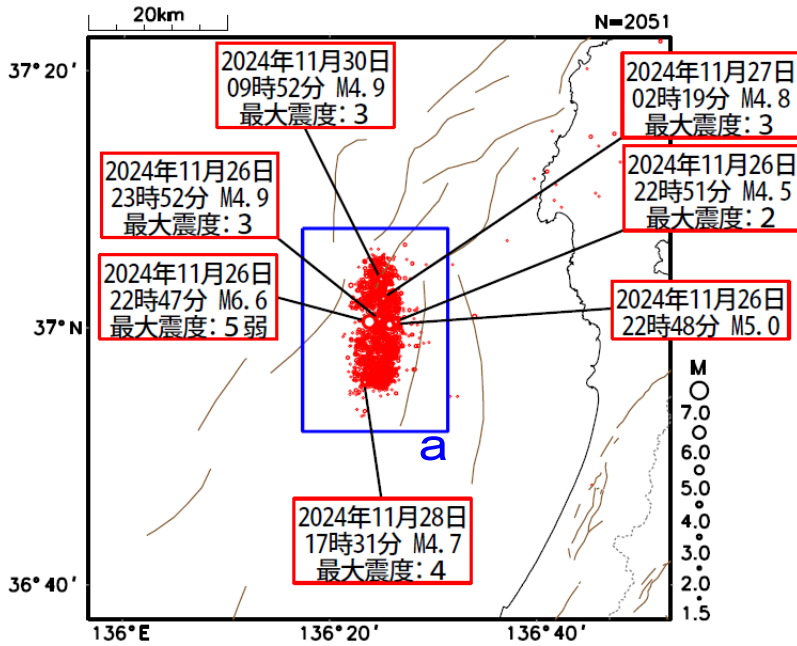 20km
N=2051
37°20′
2024年11月30日
09時52分 M4.9
最大震度:3
2024年11月27日
02時19分 M4.8
最大震度:3
2024年11月26日
23時52分 M4.9
最大震度:3
2024年11月26日
22時51分 M4.5
最大震度:2
2024年11月26日
22時47分 M6.6
最大震度:5弱
2024年11月26日
22時48分 M5.0
37°N
a
M
7.0
6.0
5.0
4.0
3.0
2.0
1.5
2024年11月28日
17時31分 M4.7
最大震度:4
36°40′
136°E
136°20′
136°40′